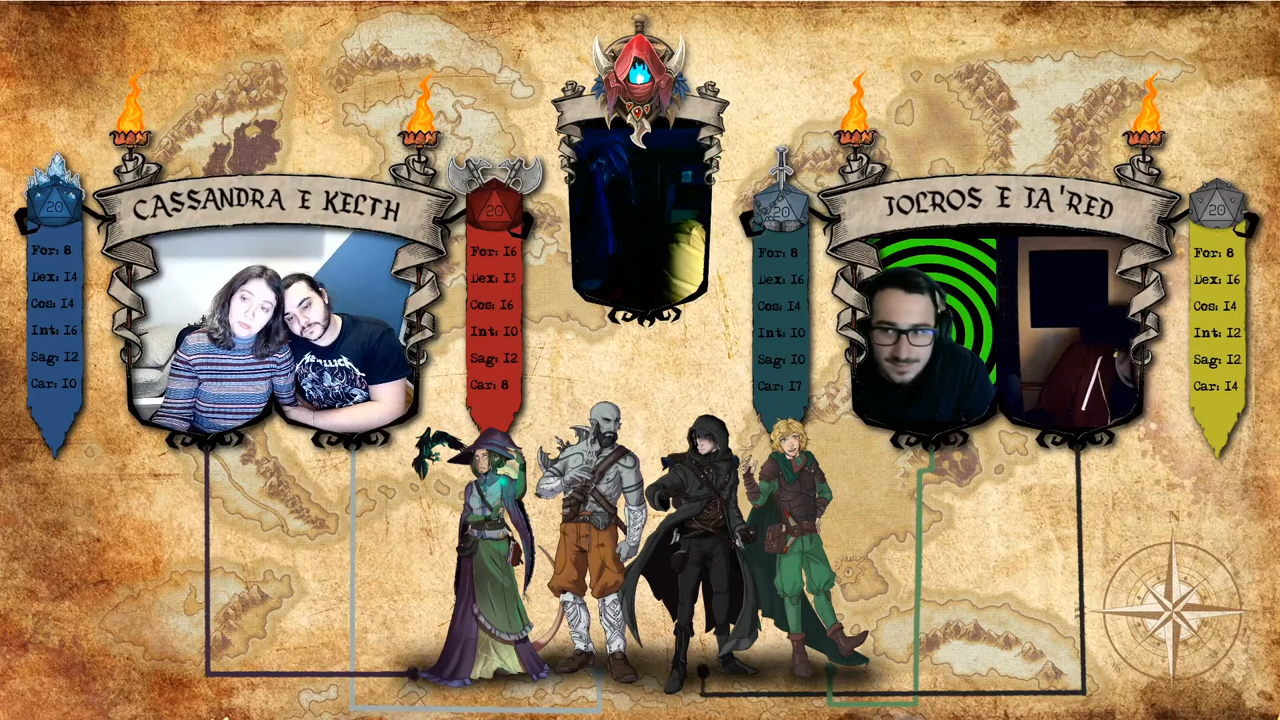 CASSANDRA E KELTH
JOLROS E JA'RED
20
For: 8
Dex: 14
Cos: 14
Int: 16
Sag: 12
Car: 10
20
For: 16
Dex: 13
Cos: 16
Int: 10
Sag: 12
Car: 8
20
For: 8
Dex: 16
Cos: 14
Int: 10
Sag: 10
Car: 17
20
For: 8
Dex: 16
Cos: 14
Int: 12
Sag: 12
Car: 14
METALLICA
N